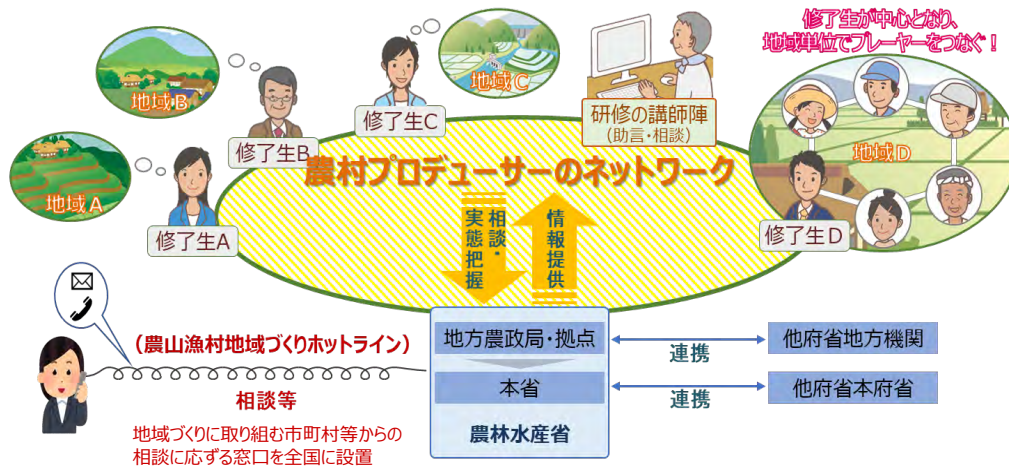 修了生が中心となり、
地域単位でプレーヤーをつなぐ！
地域B
地域C
研修の講師陣
(助言・相談)
修了生C
修了生B
地域D
農村プロデューサーのネットワーク
地域A
修了生A
修了生D
相談・
実態把握
情報提供
(農山漁村地域づくりホットライン)
相談等
地域づくりに取り組む市町村等からの
相談に応ずる窓口を全国に設置
地方農政局・拠点
連携
他府省地方機関
本省
連携
他府省本府省
農林水産省